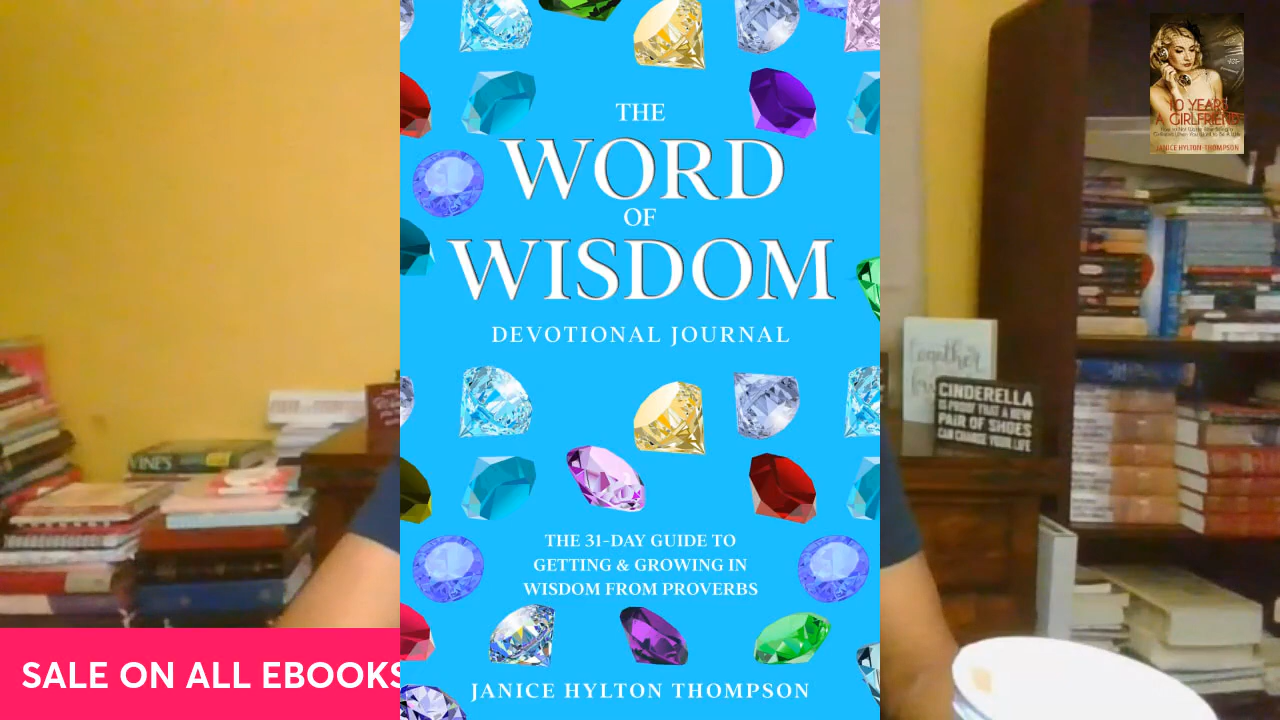 THE
WORD
OF
WISDOM
DEVOTIONAL JOURNAL
THE 31-DAY GUIDE TO
GETTING & GROWING IN
WISDOM FROM PROVERBS
JANICE HYLTON THOMPSON
SALE ON ALL EBOOKS
10 YEARS
A GIRLFRIEND
JANICE HYLTON-THOMPSON
together
CINDERELLA
IS PROOF THAT A NEW
PAIR OF SHOES
CAN CHANGE YOUR LIFE
VINE'S